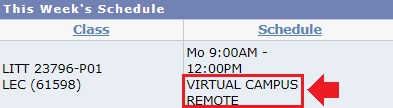 This Week's Schedule
Class Schedule
LITT 23796-P01
LEC (61598)
Mo 9:00AM -
12:00PM
VIRTUAL CAMPUS
REMOTE